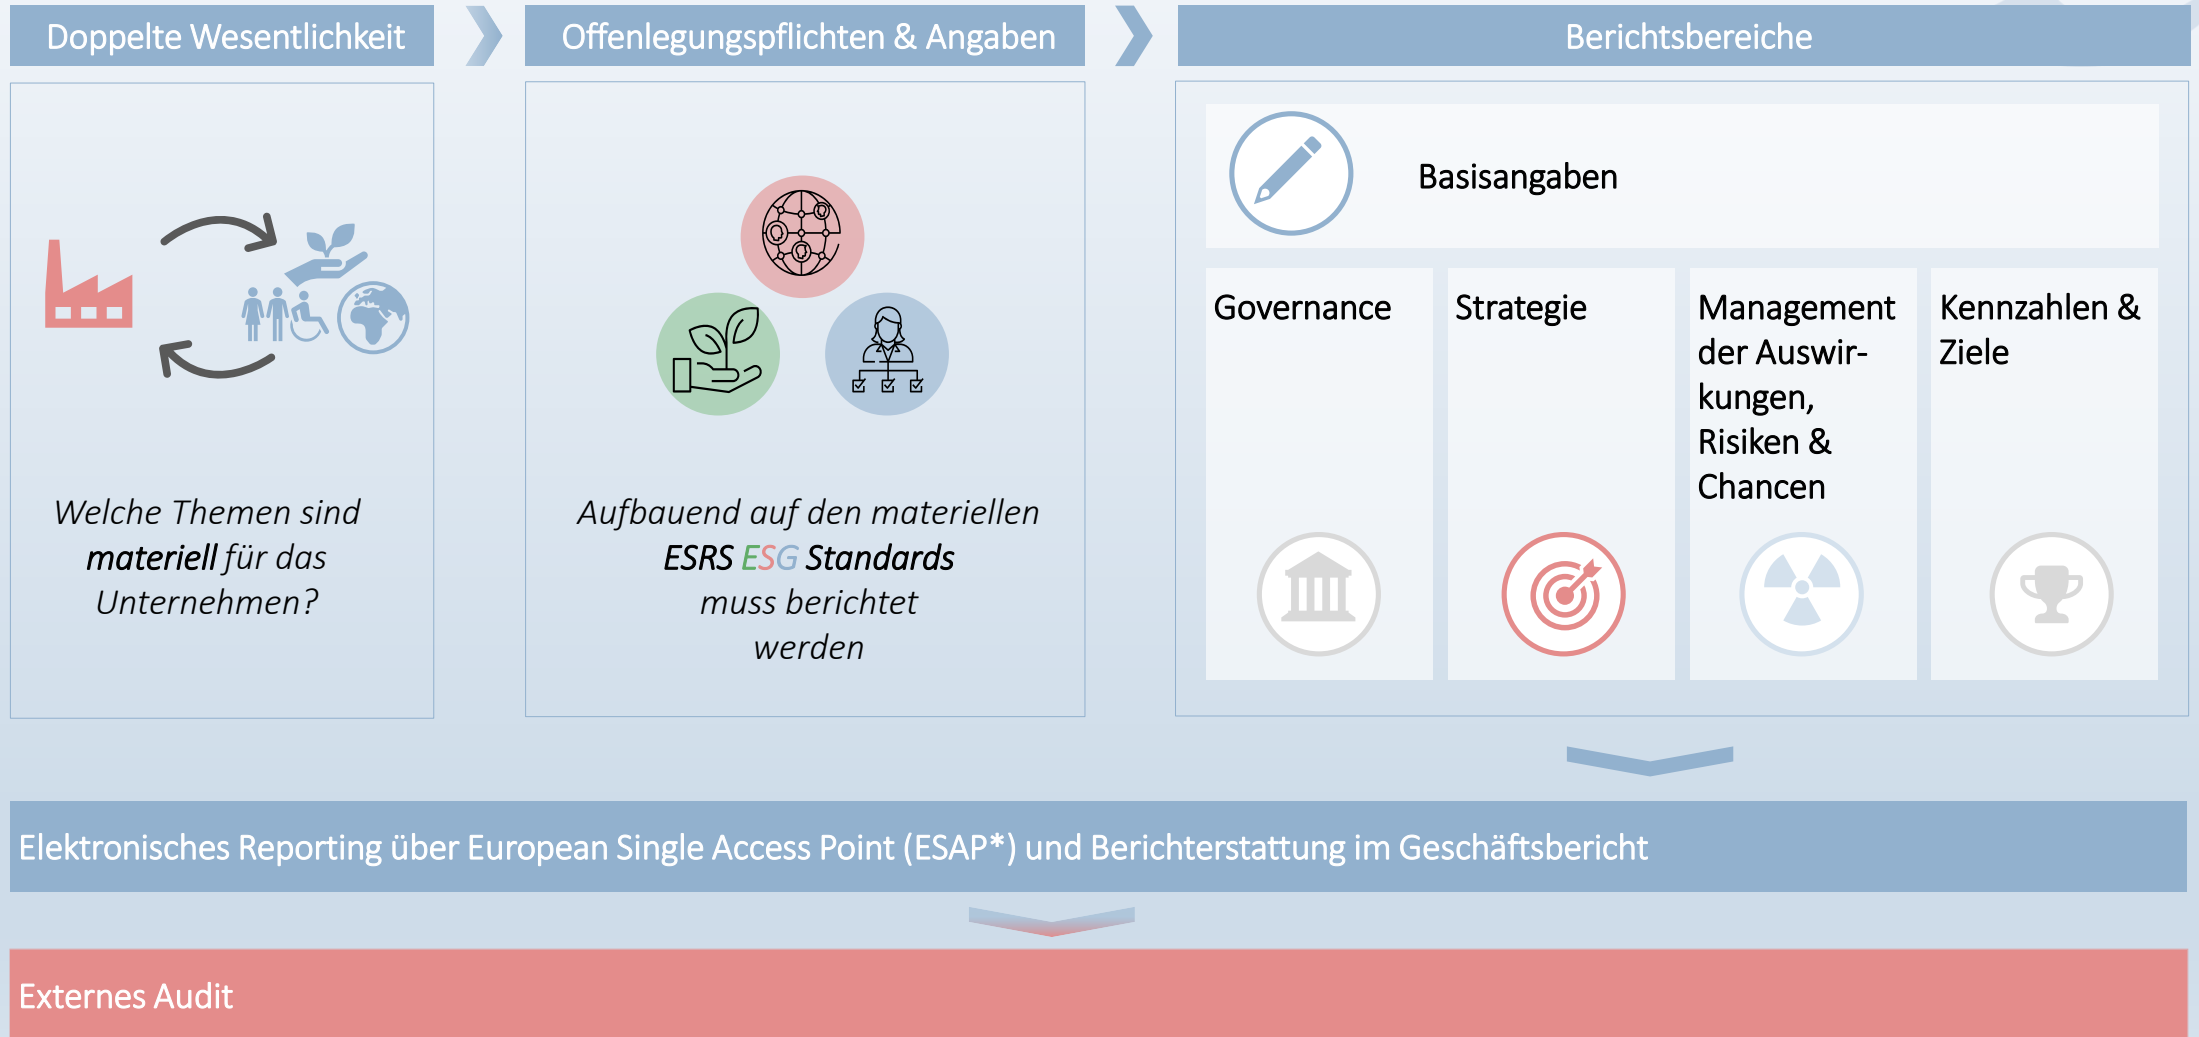 Doppelte Wesentlichkeit
Offenlegungspflichten & Angaben
Berichtsbereiche
Welche Themen sind
materiell für das
Unternehmen?
Aufbauend auf den materiellen
ESRS ESG Standards
muss berichtet
werden
Basisangaben
Governance
Strategie
Management
der Auswir-
kungen,
Risiken &
Chancen
Kennzahlen &
Ziele
Elektronisches Reporting über European Single Access Point (ESAP*) und Berichterstattung im Geschäftsbericht
Externes Audit